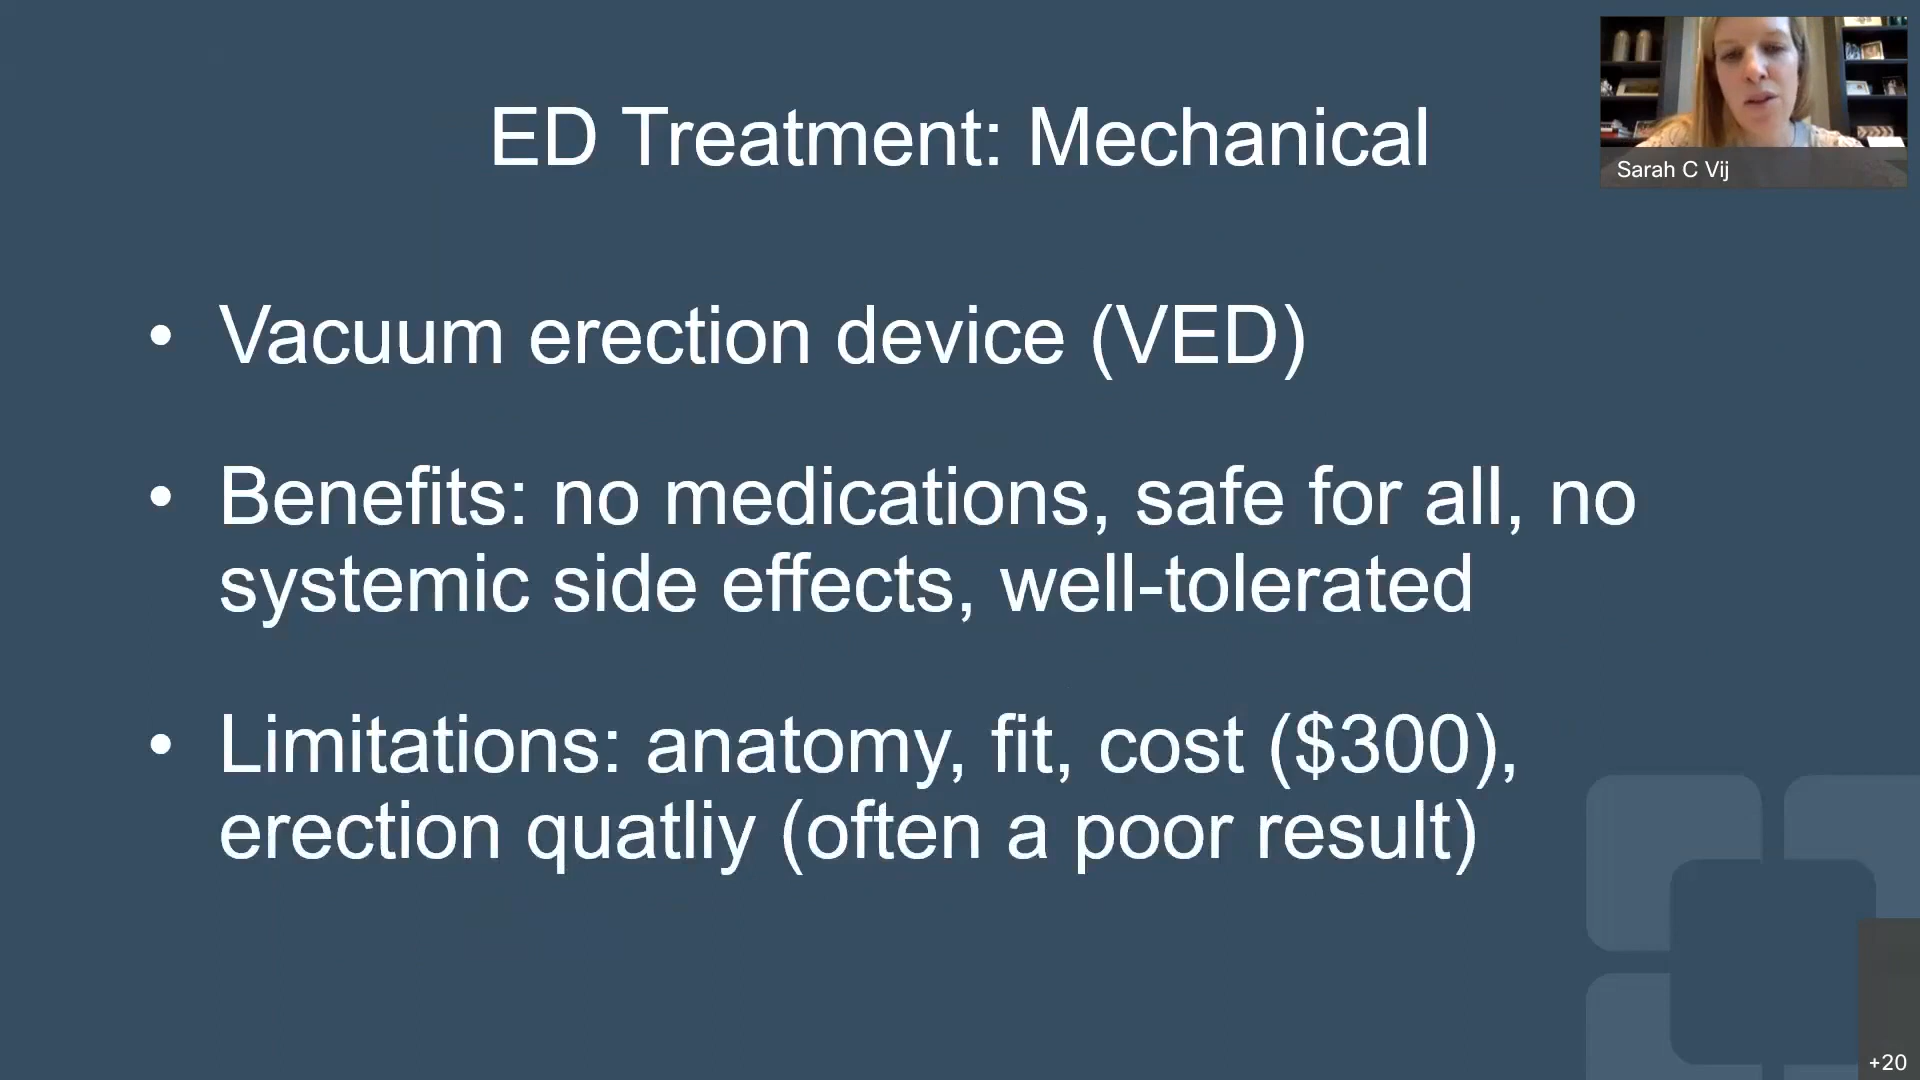 ED Treatment: Mechanical
Sarah C Vij
• Vacuum erection device (VED)
• Benefits: no medications, safe for all, no
systemic side effects, well-tolerated
• Limitations: anatomy, fit, cost ($300),
erection quatliy (often a poor result)
+20